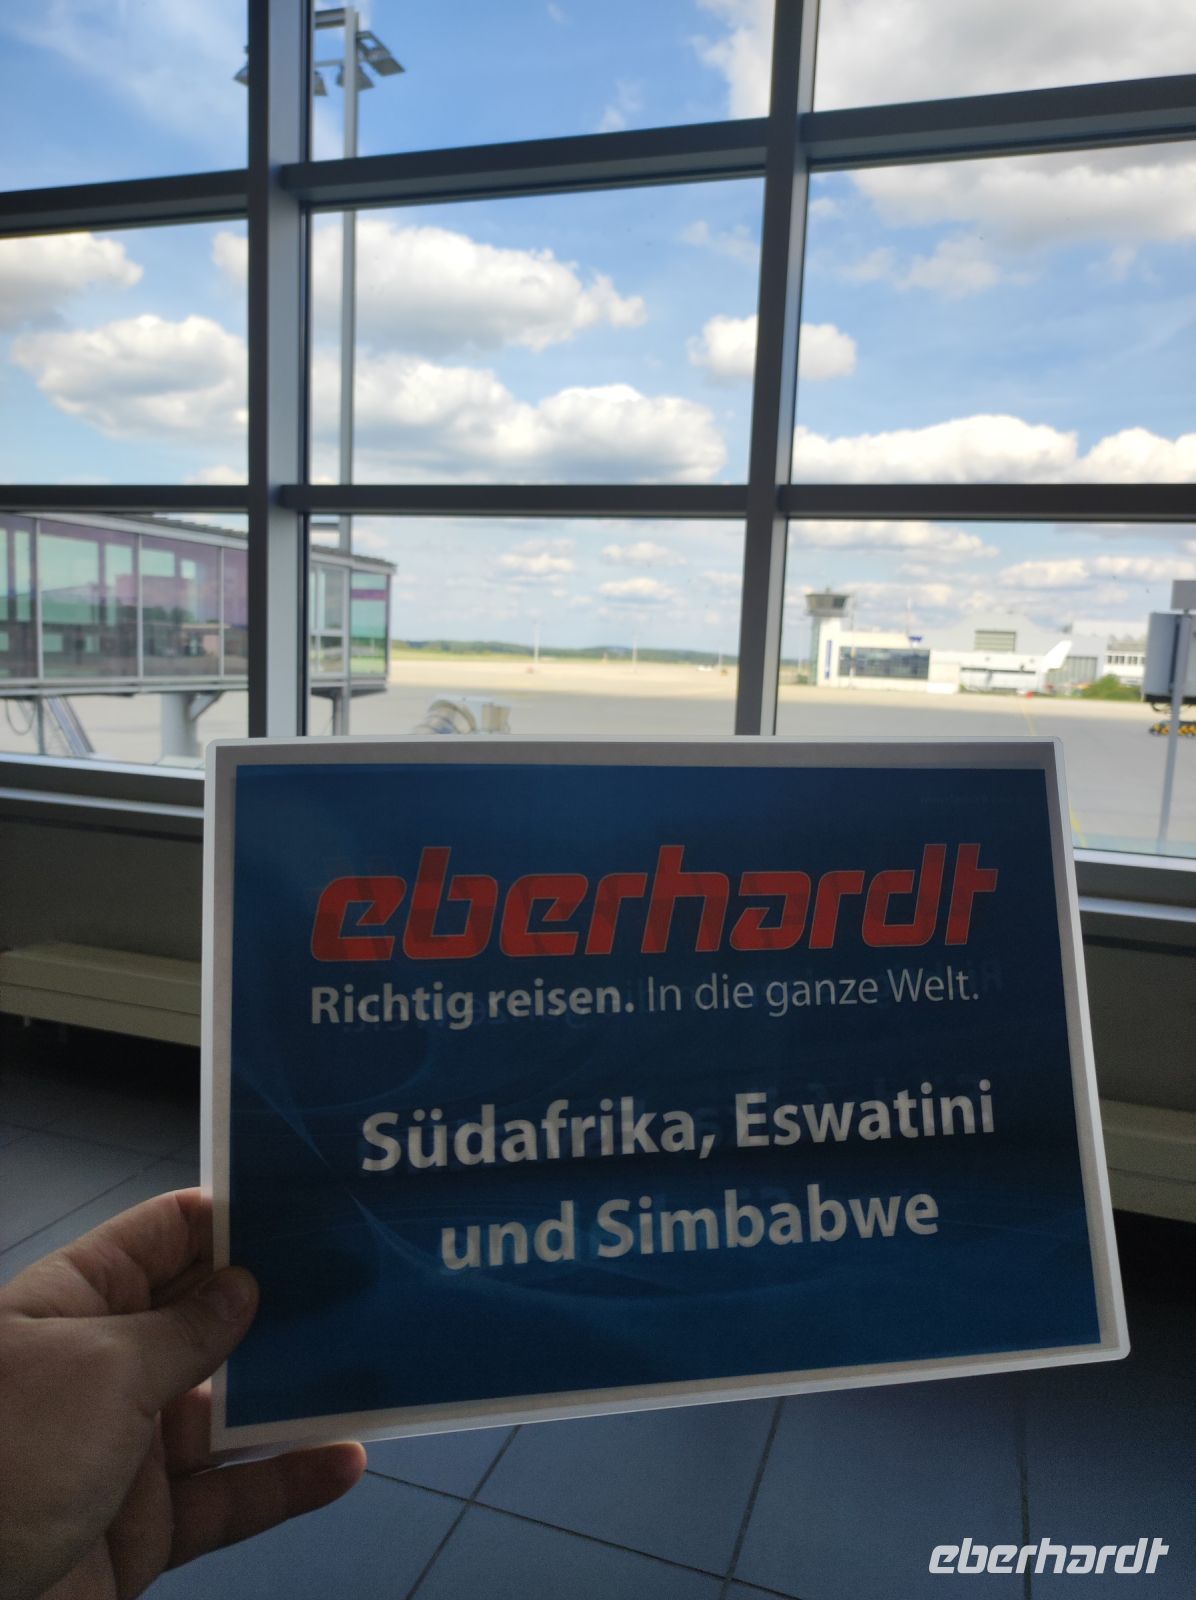 eberhardt
Richtig reisen. In die ganze Welt.
Südafrika, Eswatini
und Simbabwe
eberhardt